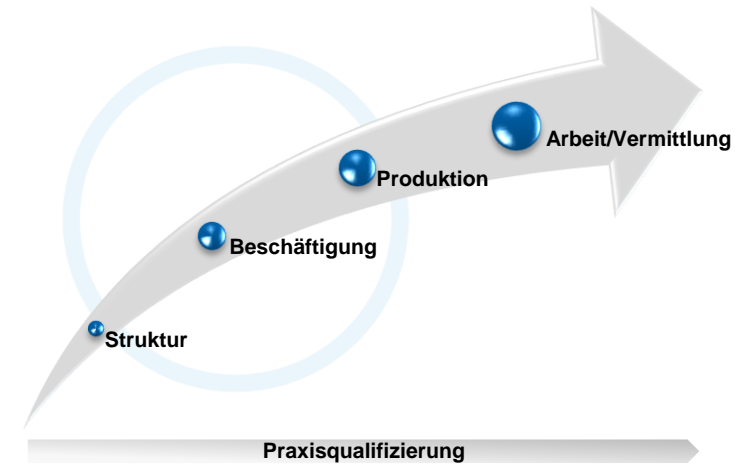 Arbeit/Vermittlung
Produktion
Beschäftigung
Struktur
Praxisqualifizierung